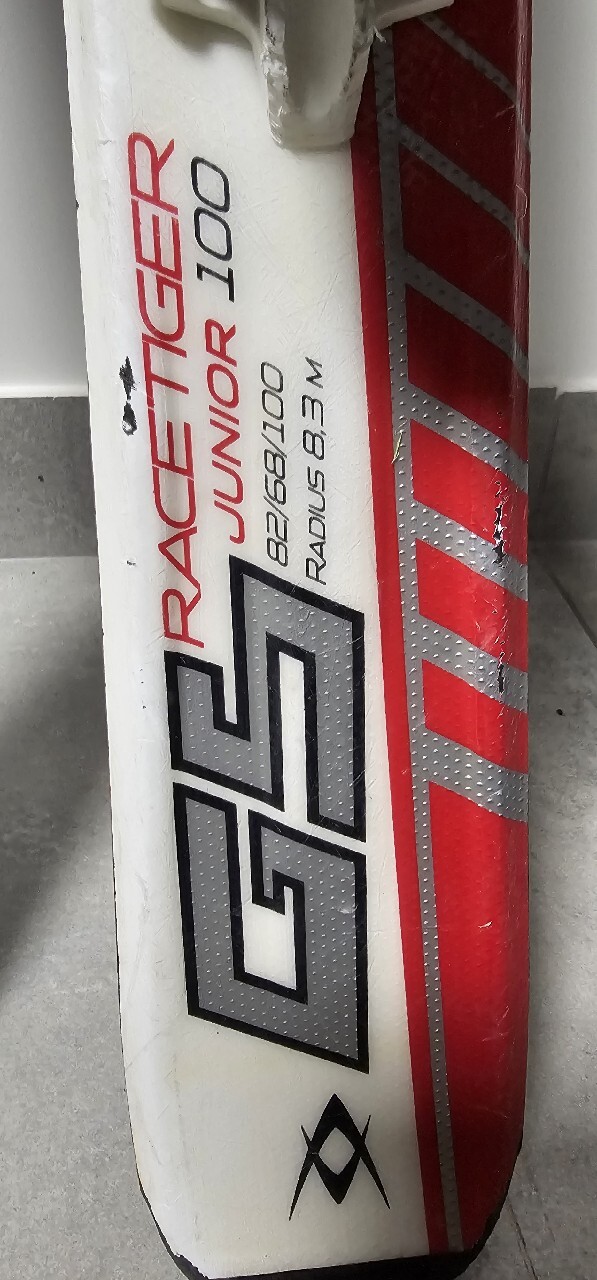 RACETIGER
JUNIOR 100
82/68/100
RADIUS 8.3 M
GS